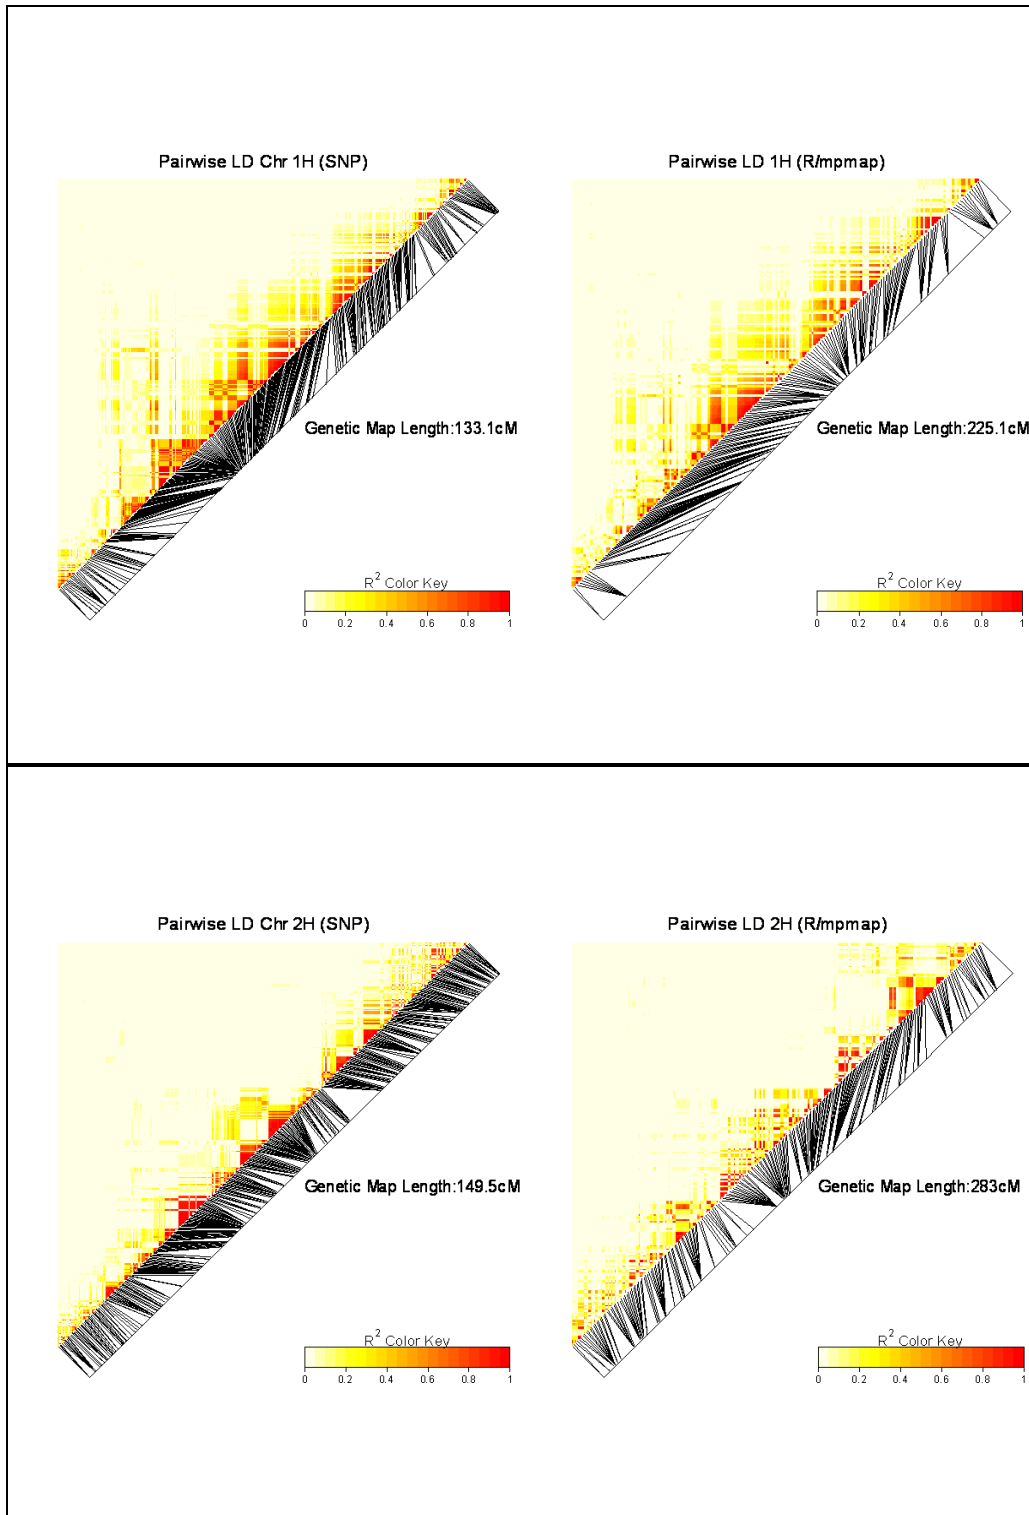 Pairwise LD Chr 1H (SNP)
Genetic Map Length:133.1cM
R² Color Key
0 0.2 0.4 0.6 0.8 1
Pairwise LD 1H (R/mpmap)
Genetic Map Length:225.1cM
R² Color Key
0 0.2 0.4 0.6 0.8 1
Pairwise LD Chr 2H (SNP)
Genetic Map Length:149.5cM
R² Color Key
0 0.2 0.4 0.6 0.8 1
Pairwise LD 2H (R/mpmap)
Genetic Map Length:283cM
R² Color Key
0 0.2 0.4 0.6 0.8 1